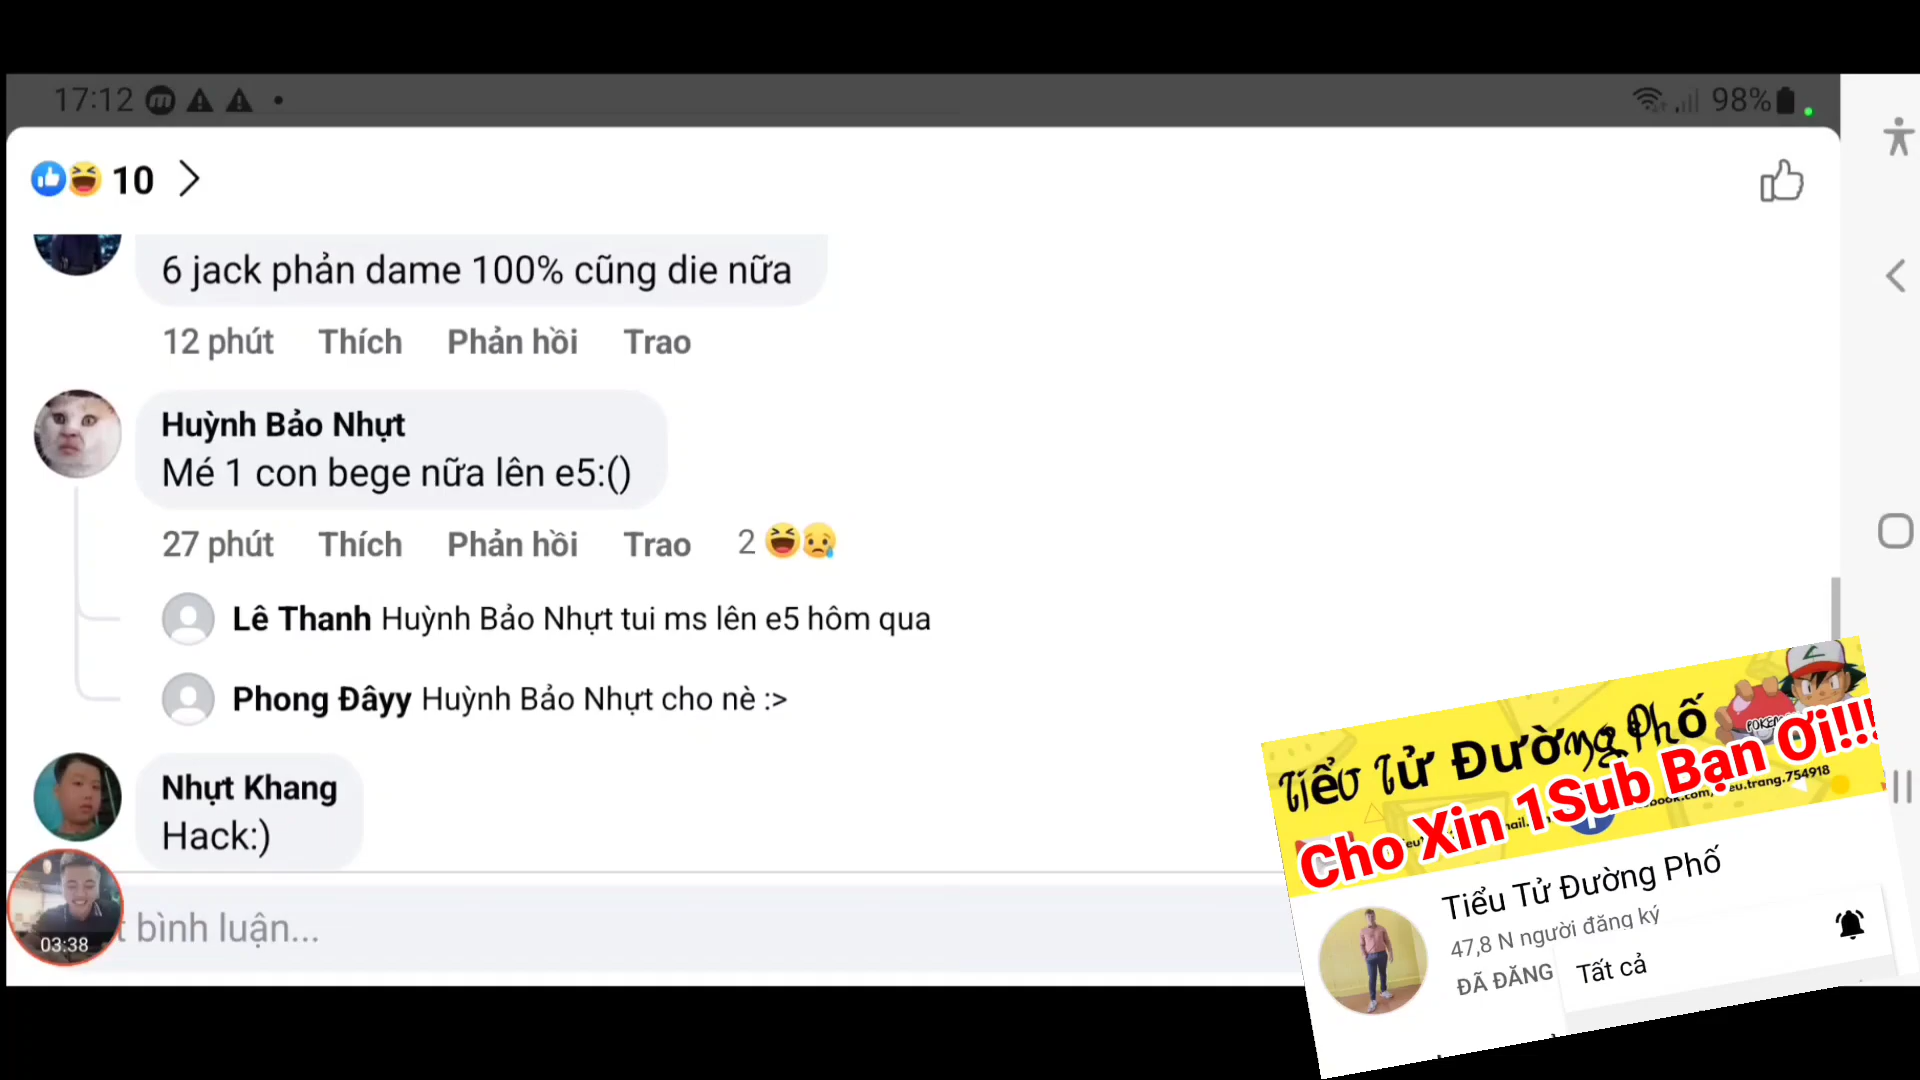 17:12
98%
10
6 jack phản dame 100% cũng die nữa
12 phút Thích Phản hồi Trao
Huỳnh Bảo Nhựt
Mé 1 con bege nữa lên e5:()
27 phút Thích Phản hồi Trao 2
Lê Thanh Huỳnh Bảo Nhựt tui ms lên e5 hôm qua
Phong Đâyy Huỳnh Bảo Nhựt cho nè :>
Nhựt Khang
Hack:)
bình luận...
03:38
Tiểu Tử Đường Phố
Cho Xin 1Sub Bạn Ơi!!!
Tiểu Tử Đường Phố
47,8 N người đăng ký
ĐÃ ĐĂNG
Tất cả